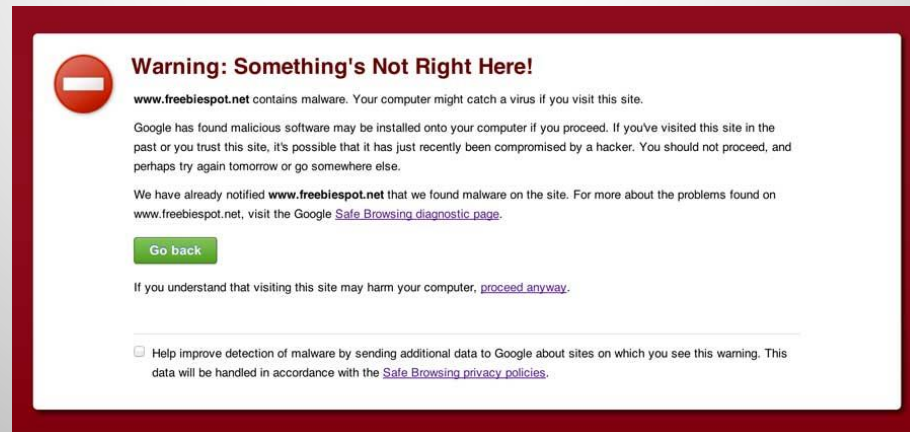 Warning: Something's Not Right Here!
www.freebiespot.net contains malware. Your computer might catch a virus if you visit this site.
Google has found malicious software may be installed onto your computer if you proceed. If you've visited this site in the
past or you trust this site, it's possible that it has just recently been compromised by a hacker. You should not proceed, and
perhaps try again tomorrow or go somewhere else.
We have already notified www.freebiespot.net that we found malware on the site. For more about the problems found on
www.freebiespot.net, visit the Google Safe Browsing diagnostic page.
Go back
If you understand that visiting this site may harm your computer, proceed anyway.
Help improve detection of malware by sending additional data to Google about sites on which you see this warning. This
data will be handled in accordance with the Safe Browsing privacy policies.